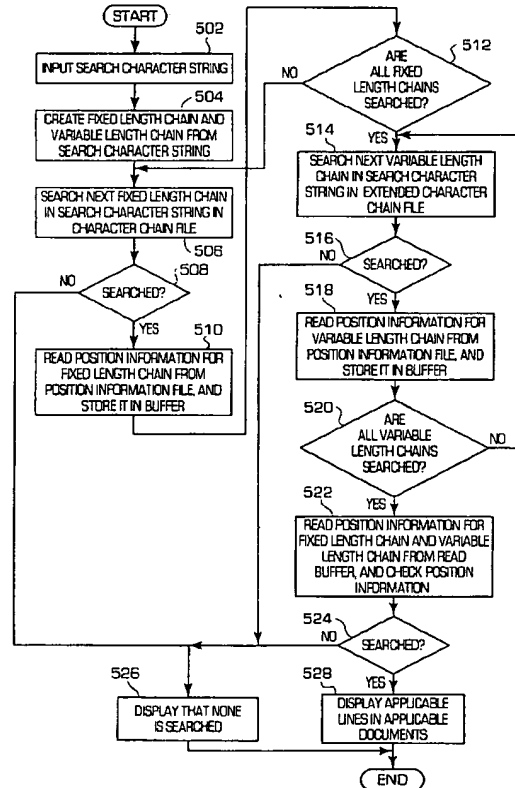 START
502
INPUT SEARCH CHARACTER STRING
504
CREATE FIXED LENGTH CHAIN AND
VARIABLE LENGTH CHAIN FROM
SEARCH CHARACTER STRING
SEARCH NEXT FIXED LENGTH CHAIN
IN SEARCH CHARACTER STRING IN
CHARACTER CHAIN FILE
506
NO
508
SEARCHED?
YES
510
READ POSITION INFORMATION FOR
FIXED LENGTH CHAIN FROM
POSITION INFORMATION FILE, AND
STORE IT IN BUFFER
512
ARE
ALL FIXED
LENGTH CHAINS
SEARCHED?
NO
YES
514
SEARCH NEXT VARIABLE LENGTH
CHAIN IN SEARCH CHARACTER
STRING IN EXTENDED CHARACTER
CHAIN FILE
516
NO
SEARCHED?
YES
518
READ POSITION INFORMATION FOR
VARIABLE LENGTH CHAIN FROM
POSITION INFORMATION FILE, AND
STORE IT IN BUFFER
520
ARE
ALL VARIABLE
LENGTH CHAINS
SEARCHED?
NO
YES
522
READ POSITION INFORMATION FOR
FIXED LENGTH CHAIN AND VARIABLE
LENGTH CHAIN FROM READ
BUFFER, AND CHECK POSITION
INFORMATION
524
NO
SEARCHED?
YES
526
DISPLAY THAT NONE
IS SEARCHED
528
DISPLAY APPLICABLE
LINES IN APPLICABLE
DOCUMENTS
END